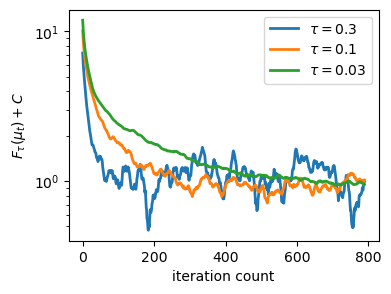 10¹
10⁰
F_τ(μ_t) + C
τ = 0.3
τ = 0.1
τ = 0.03
0 200 400 600 800
iteration count